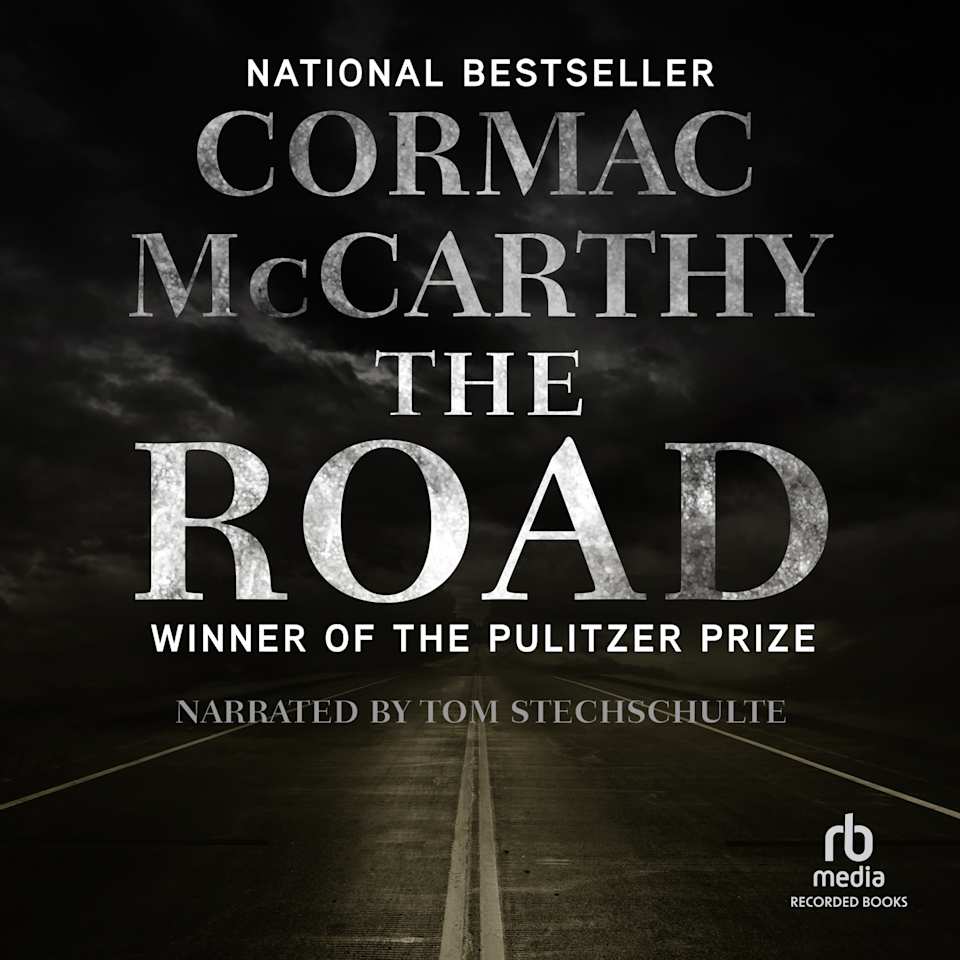 NATIONAL BESTSELLER
CORMAC
McCARTHY
THE
ROAD
WINNER OF THE PULITZER PRIZE
NARRATED BY TOM STECHSCHULTE
rb
media
RECORDED BOOKS